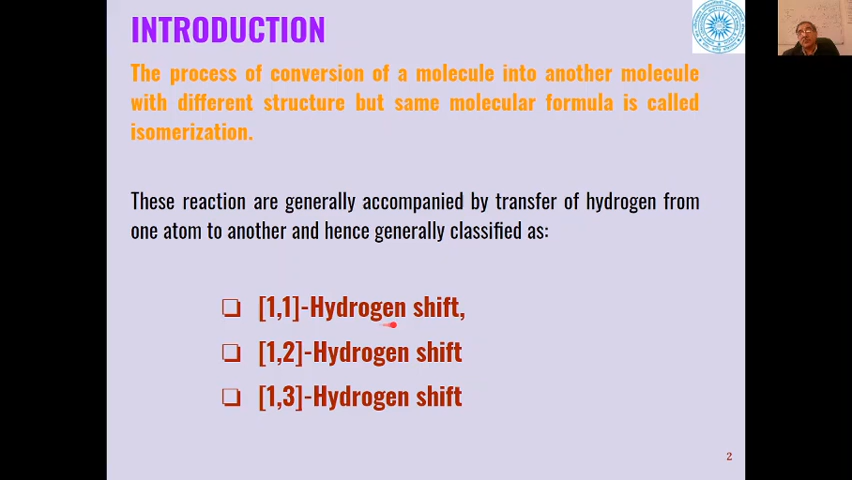 INTRODUCTION
The process of conversion of a molecule into another molecule
with different structure but same molecular formula is called
isomerization.
These reaction are generally accompanied by transfer of hydrogen from
one atom to another and hence generally classified as:
❑ [1,1]-Hydrogen shift,
❑ [1,2]-Hydrogen shift
❑ [1,3]-Hydrogen shift
2